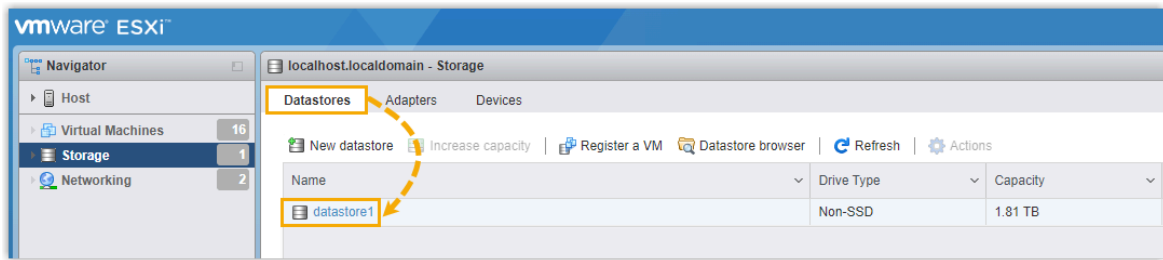 vmware ESXi™
Navigator
localhost.localdomain - Storage
Host
Datastores Adapters Devices
Virtual Machines 16
New datastore Increase capacity Register a VM Datastore browser Refresh Actions
Storage 1
Networking 2
Name Drive Type Capacity
datastore1 Non-SSD 1.81 TB